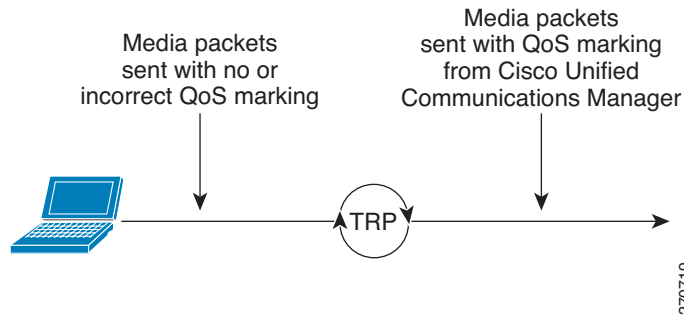 Media packets
sent with no or
incorrect QoS marking
Media packets
sent with QoS marking
from Cisco Unified
Communications Manager
TRP